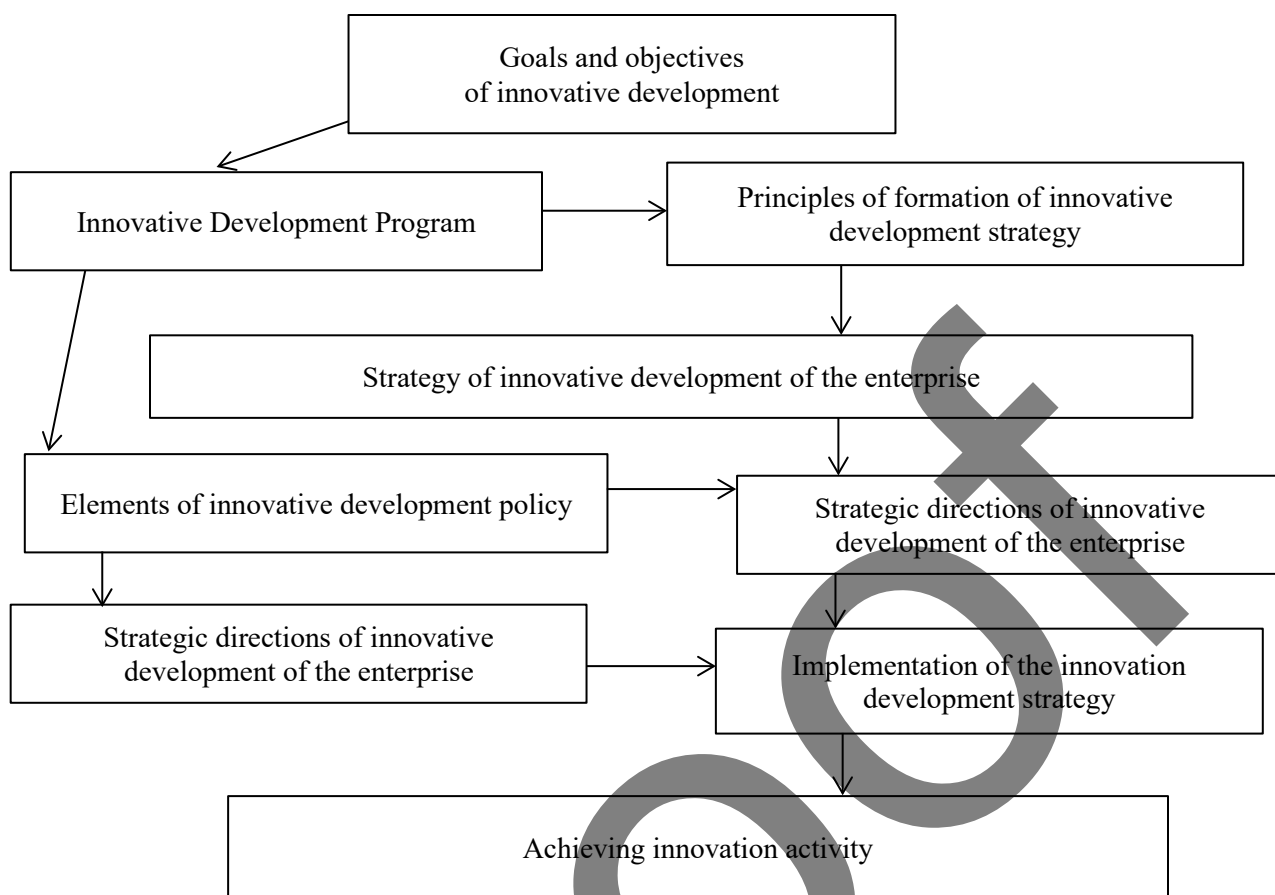 Goals and objectives
of innovative development
Innovative Development Program
Principles of formation of innovative
development strategy
Strategy of innovative development of the enterprise
Elements of innovative development policy
Strategic directions of innovative
development of the enterprise
Strategic directions of innovative
development of the enterprise
Implementation of the innovation
development strategy
Achieving innovation activity
oof